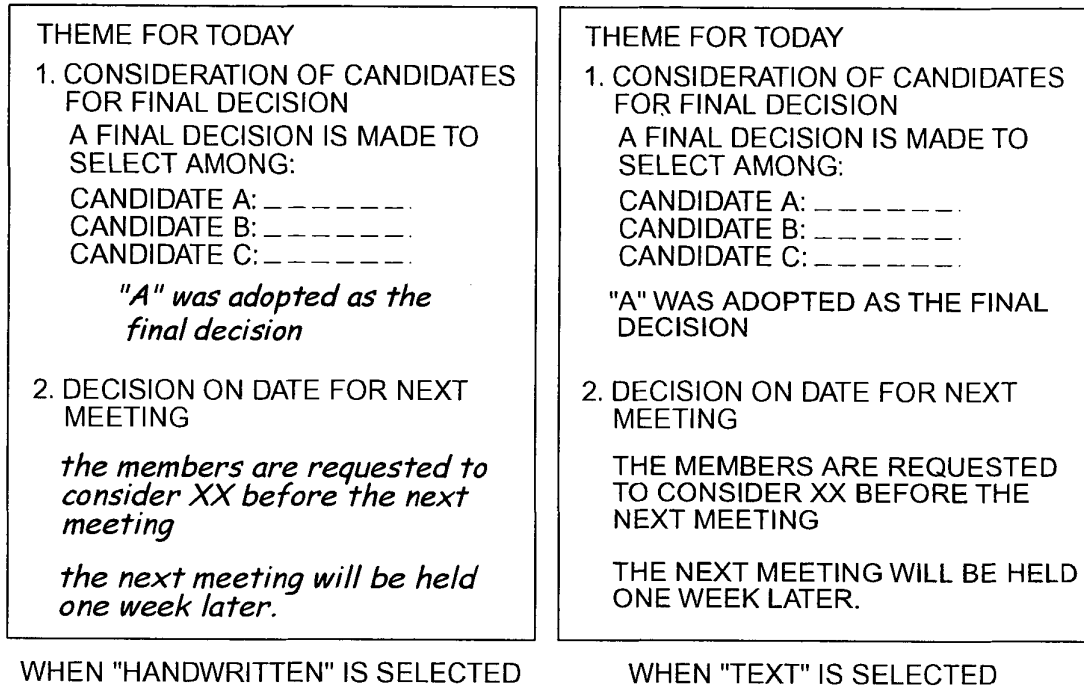 THEME FOR TODAY
1. CONSIDERATION OF CANDIDATES
FOR FINAL DECISION
A FINAL DECISION IS MADE TO
SELECT AMONG:
CANDIDATE A: _ _ _ _ _ _
CANDIDATE B: _ _ _ _ _ _
CANDIDATE C: _ _ _ _ _ _
"A" was adopted as the
final decision
2. DECISION ON DATE FOR NEXT
MEETING
the members are requested to
consider XX before the next
meeting
the next meeting will be held
one week later.
WHEN "HANDWRITTEN" IS SELECTED
THEME FOR TODAY
1. CONSIDERATION OF CANDIDATES
FOR FINAL DECISION
A FINAL DECISION IS MADE TO
SELECT AMONG:
CANDIDATE A: _ _ _ _ _ _
CANDIDATE B: _ _ _ _ _ _
CANDIDATE C: _ _ _ _ _ _
"A" WAS ADOPTED AS THE FINAL
DECISION
2. DECISION ON DATE FOR NEXT
MEETING
THE MEMBERS ARE REQUESTED
TO CONSIDER XX BEFORE THE
NEXT MEETING
THE NEXT MEETING WILL BE HELD
ONE WEEK LATER.
WHEN "TEXT" IS SELECTED